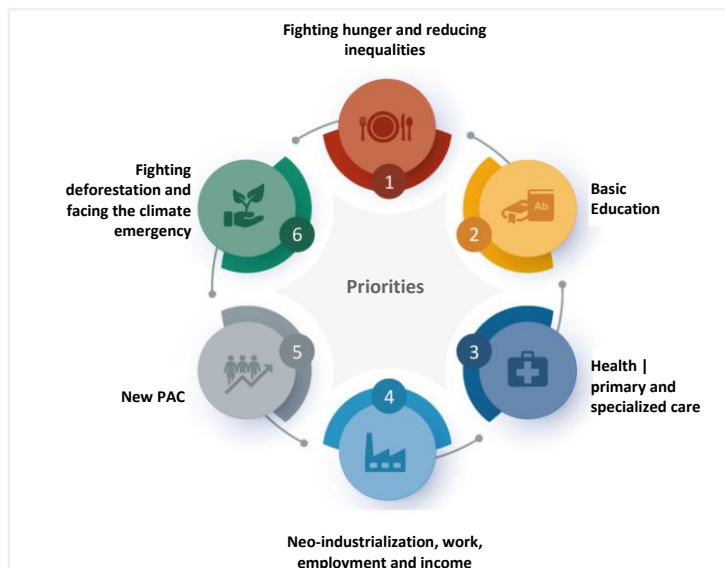 Fighting hunger and reducing
inequalities
1
Basic
Education
Ab
2
Health |
primary and
specialized care
3
Neo-industrialization, work,
employment and income
4
New PAC
5
Fighting
deforestation and
facing the climate
emergency
6
Priorities